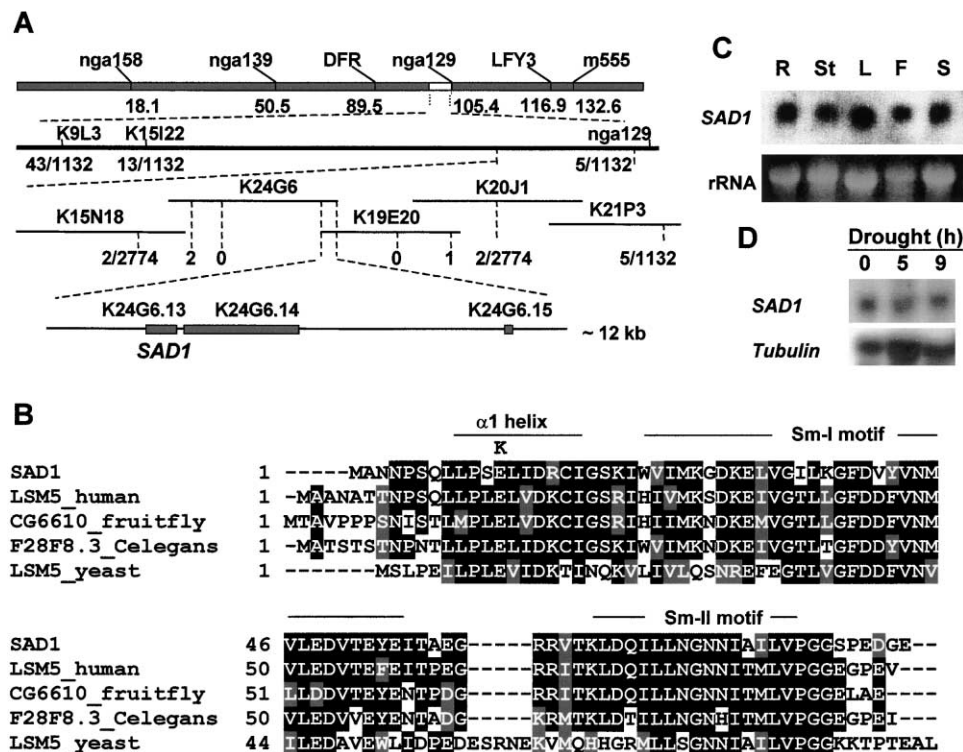 A
nga158 nga139 DFR nga129 LFY3 m555
18.1 50.5 89.5 105.4 116.9 132.6
K9L3 K15I22 nga129
43/1132 13/1132 5/1132
K24G6 K20J1
K15N18 K19E20 K21P3
2/2774 2 0 0 1 2/2774 5/1132
K24G6.13 K24G6.14 K24G6.15
~ 12 kb
SAD1
C
R St L F S
SAD1
rRNA
D
Drought (h)
0 5 9
SAD1
Tubulin
B
α1 helix Sm-I motif
K
SAD1 1 -----MANNPSQLLPSELIDRCIGSKIWVIMKGDKELVGILKGFDVYVNM
LSM5_human 1 -MAANATTNPSQLLPLELVDKCIGSRIHIVMKSDKEIVGTLLGFDDFVNM
CG6610_fruitfly 1 MTAVPPPSNISTLMPLELVDKCIGSRIHIIMKNDKEMVGTLLGFDDFVNM
F28F8.3_Celegans 1 -MATSTSTNPNTLLPLELVDKCIGSKIWVIMKNDKEIVGTLTGFDDYVNM
LSM5_yeast 1 -------MSLPEILPLEVIDKTINQKVLIVLQSNREFEGTLVGFDDFVNV
Sm-II motif
SAD1 46 VLEDVTEYEITAEG-----RRVTKLDQILLNGNNIAILVPGGSPEDGE--
LSM5_human 50 VLEDVTEFEITPEG-----RRITKLDQILLNGNNITMLVPGGEGPEV---
CG6610_fruitfly 51 LLDDVTEYENTPDG-----RRITKLDQILLNGNNITMLVPGGELAE----
F28F8.3_Celegans 50 VLEDVVEYENTADG-----KRMTKLDTILLNGNHITMLVPGGEGPEI---
LSM5_yeast 44 ILEDAVEWLIDPEDESRNEKVMQHHGRMLLSGNNIAILVPGGKKTPTEAL